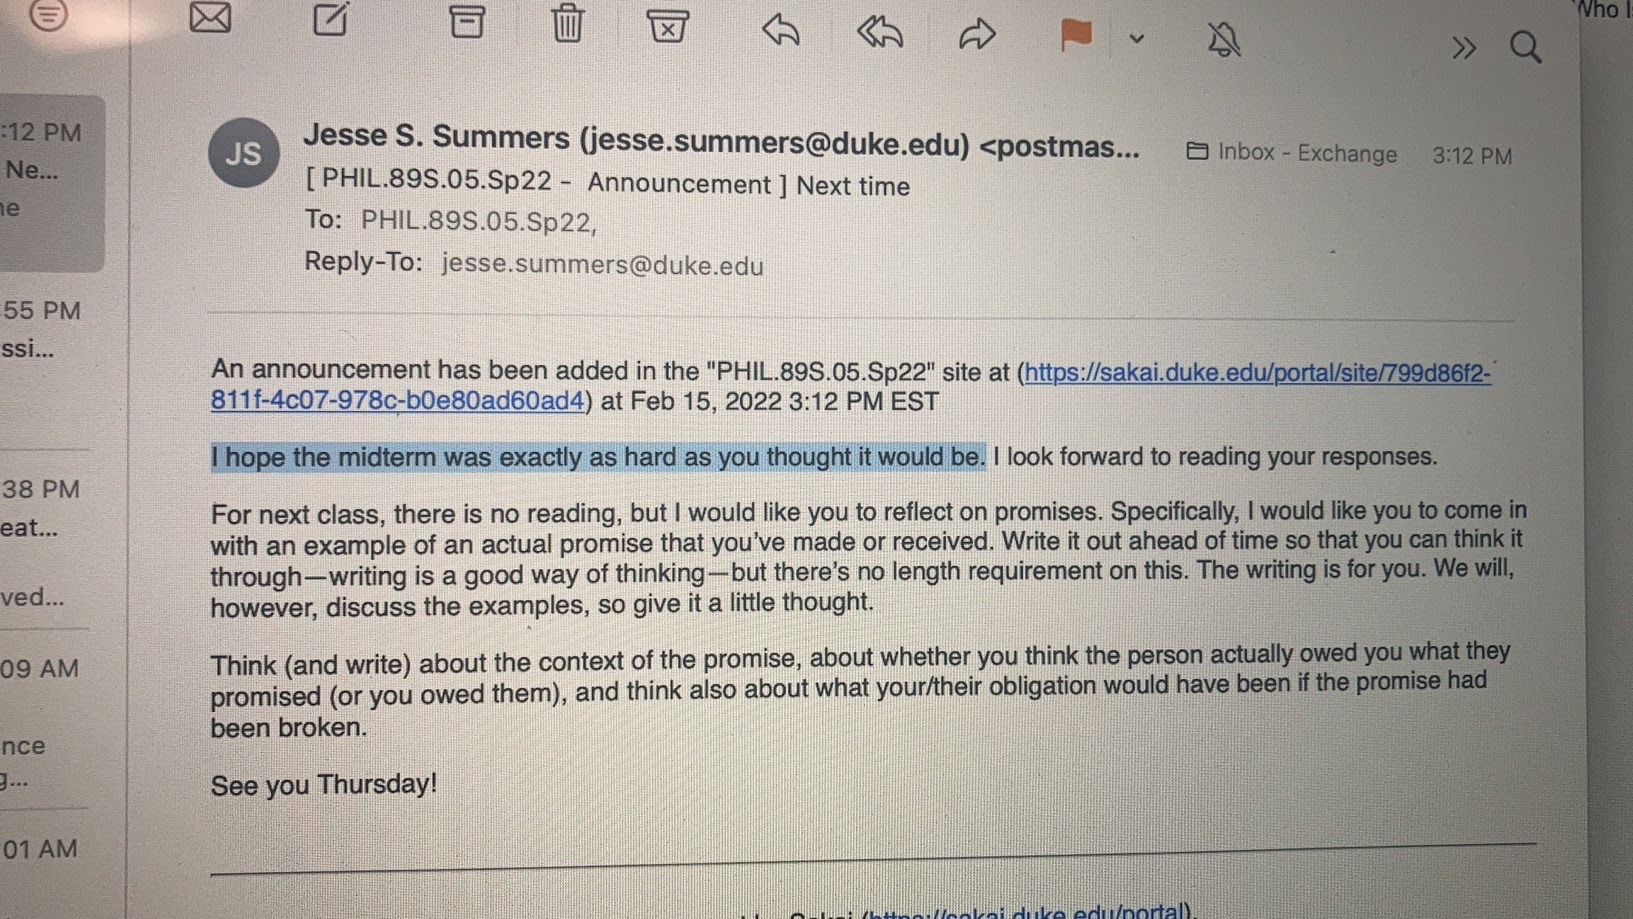 Who I
:12 PM
Ne...
ne
55 PM
ssi...
38 PM
eat...
ved...
09 AM
nce
g...
01 AM
JS
Jesse S. Summers (jesse.summers@duke.edu) <postmas...
Inbox - Exchange 3:12 PM
[ PHIL.89S.05.Sp22 - Announcement ] Next time
To: PHIL.89S.05.Sp22,
Reply-To: jesse.summers@duke.edu
An announcement has been added in the "PHIL.89S.05.Sp22" site at (https://sakai.duke.edu/portal/site/799d86f2-
811f-4c07-978c-b0e80ad60ad4) at Feb 15, 2022 3:12 PM EST
I hope the midterm was exactly as hard as you thought it would be. I look forward to reading your responses.
For next class, there is no reading, but I would like you to reflect on promises. Specifically, I would like you to come in
with an example of an actual promise that you've made or received. Write it out ahead of time so that you can think it
through—writing is a good way of thinking—but there's no length requirement on this. The writing is for you. We will,
however, discuss the examples, so give it a little thought.
Think (and write) about the context of the promise, about whether you think the person actually owed you what they
promised (or you owed them), and think also about what your/their obligation would have been if the promise had
been broken.
See you Thursday!
Sakai (https://sakai.duke.edu/portal).